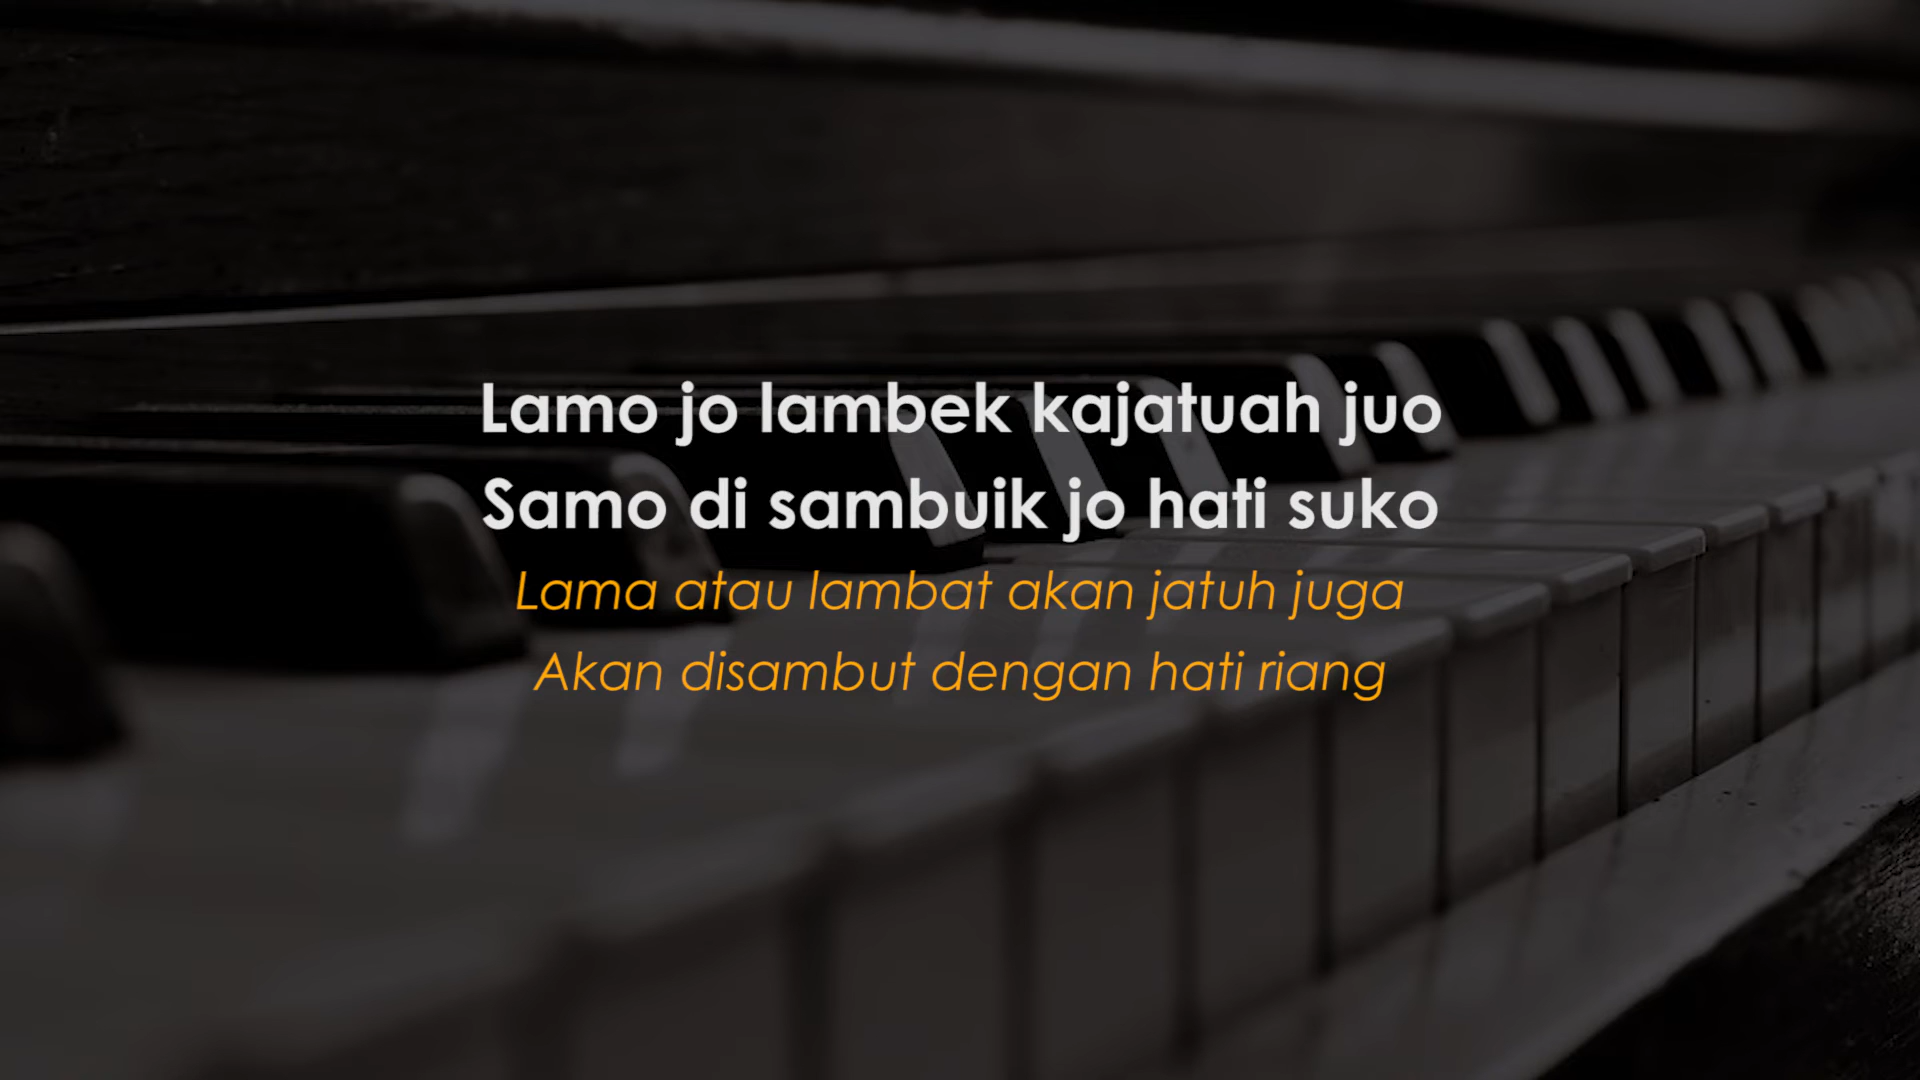 Lamo jo lambek kajatuah juo
Samo di sambuik jo hati suko
Lama atau lambat akan jatuh juga
Akan disambut dengan hati riang